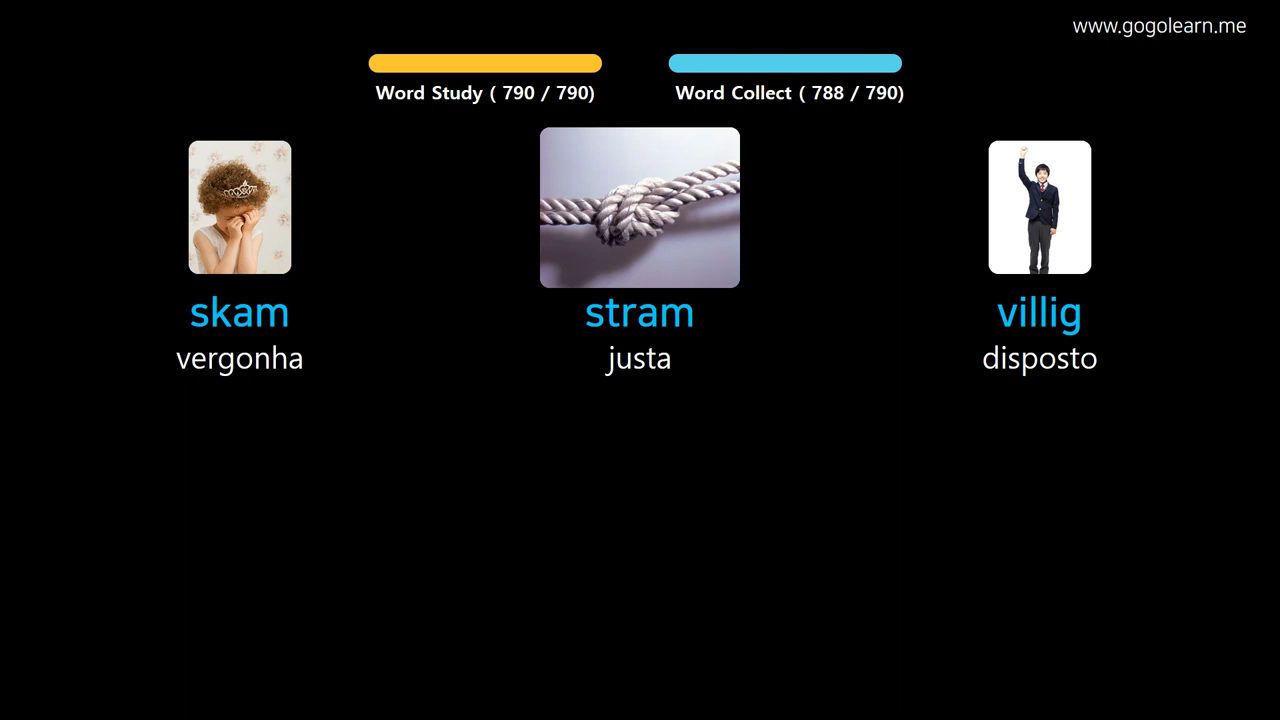 www.gogolearn.me
Word Study ( 790 / 790)
Word Collect ( 788 / 790)
skam
vergonha
stram
justa
villig
disposto